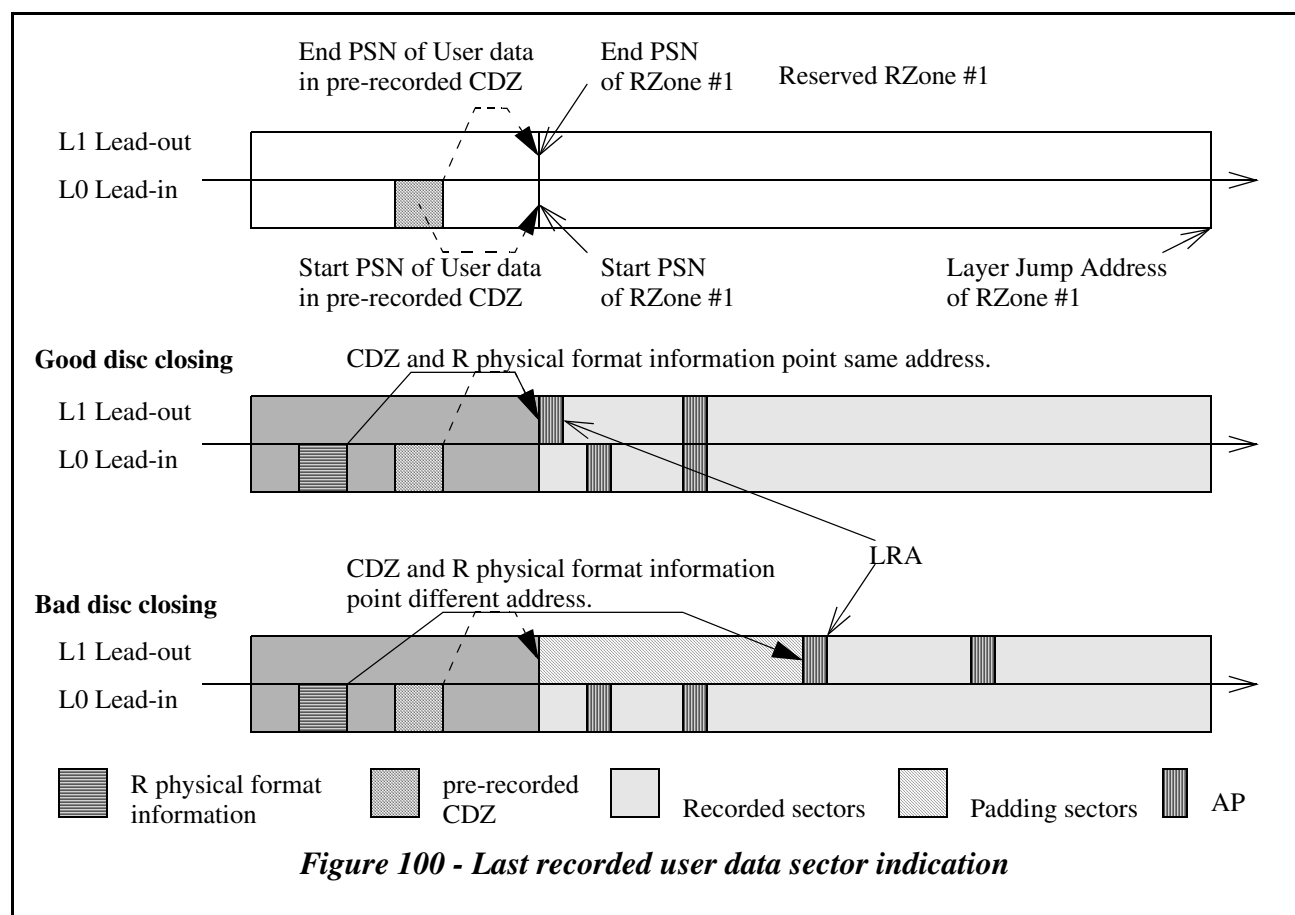 End PSN of User data
in pre-recorded CDZ
End PSN
of RZone #1
Reserved RZone #1
L1 Lead-out
L0 Lead-in
Start PSN of User data
in pre-recorded CDZ
Start PSN
of RZone #1
Layer Jump Address
of RZone #1
Good disc closing
CDZ and R physical format information point same address.
L1 Lead-out
L0 Lead-in
LRA
CDZ and R physical format information
point different address.
Bad disc closing
L1 Lead-out
L0 Lead-in
R physical format
information
pre-recorded
CDZ
Recorded sectors
Padding sectors
AP
Figure 100 - Last recorded user data sector indication